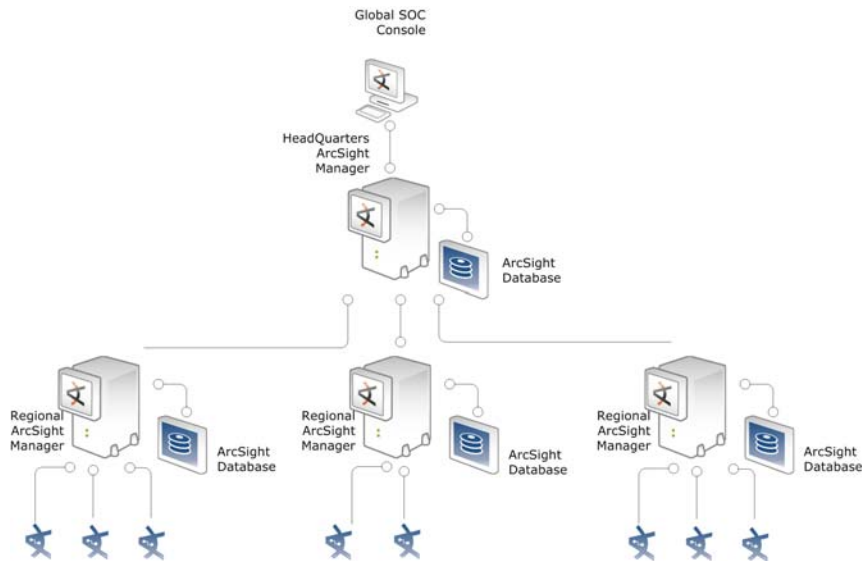 Global SOC
Console
HeadQuarters
ArcSight
Manager
ArcSight
Database
Regional
ArcSight
Manager
ArcSight
Database
Regional
ArcSight
Manager
ArcSight
Database
Regional
ArcSight
Manager
ArcSight
Database